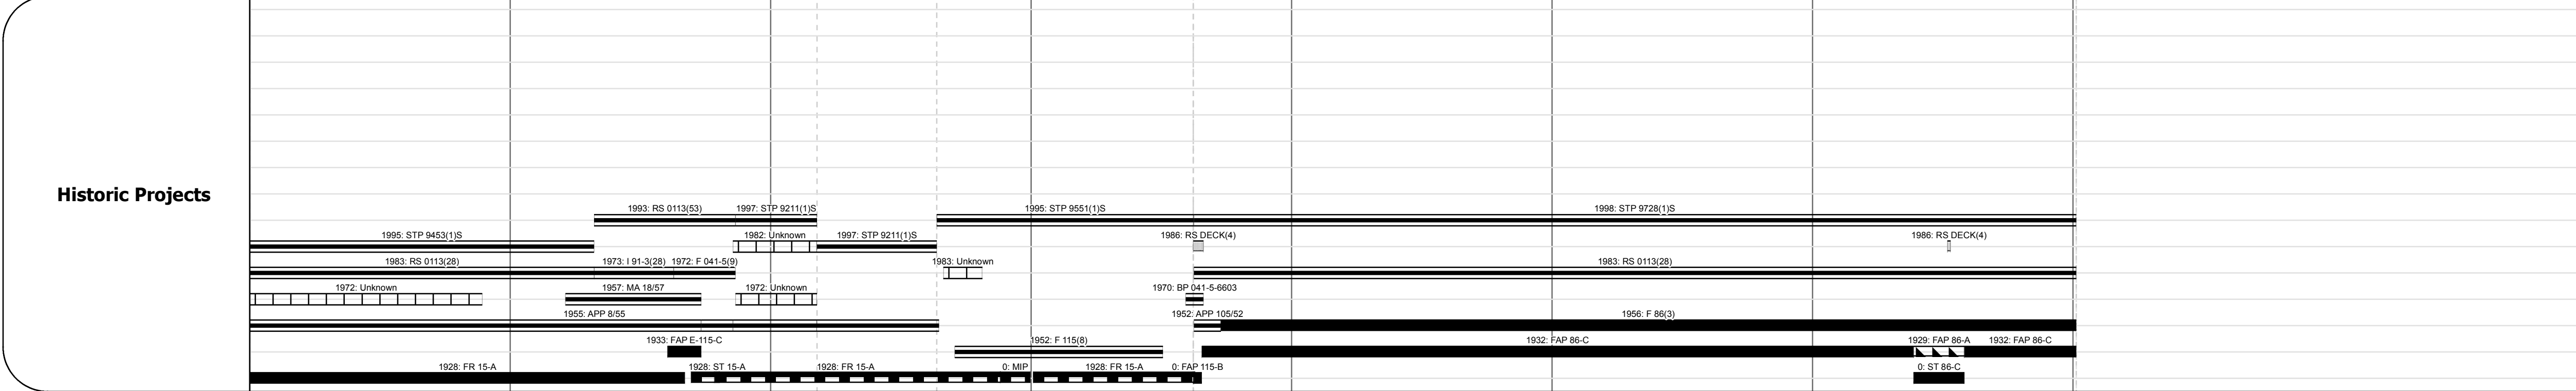 1993: RS 0113(53) 1997: STP 9211(1)S 1995: STP 9551(1)S 1998: STP 9728(1)S
Historic Projects
1995: STP 9453(1)S 1982: Unknown 1997: STP 9211(1)S 1986: RS DECK(4) 1986: RS DECK(4)
1983: RS 0113(28) 1973: I 91-3(28) 1972: F 041-5(9) 1983: Unknown 1983: RS 0113(28)
1972: Unknown 1957: MA 18/57 1972: Unknown 1970: BP 041-5-6603
1955: APP 8/55 1952: APP 105/52 1956: F 86(3)
1933: FAP E-115-C 1952: F 115(8) 1932: FAP 86-C 1929: FAP 86-A 1932: FAP 86-C
1928: FR 15-A 1928: ST 15-A 1928: FR 15-A 0: MIP 1928: FR 15-A 0: FAP 115-B 0: ST 86-C